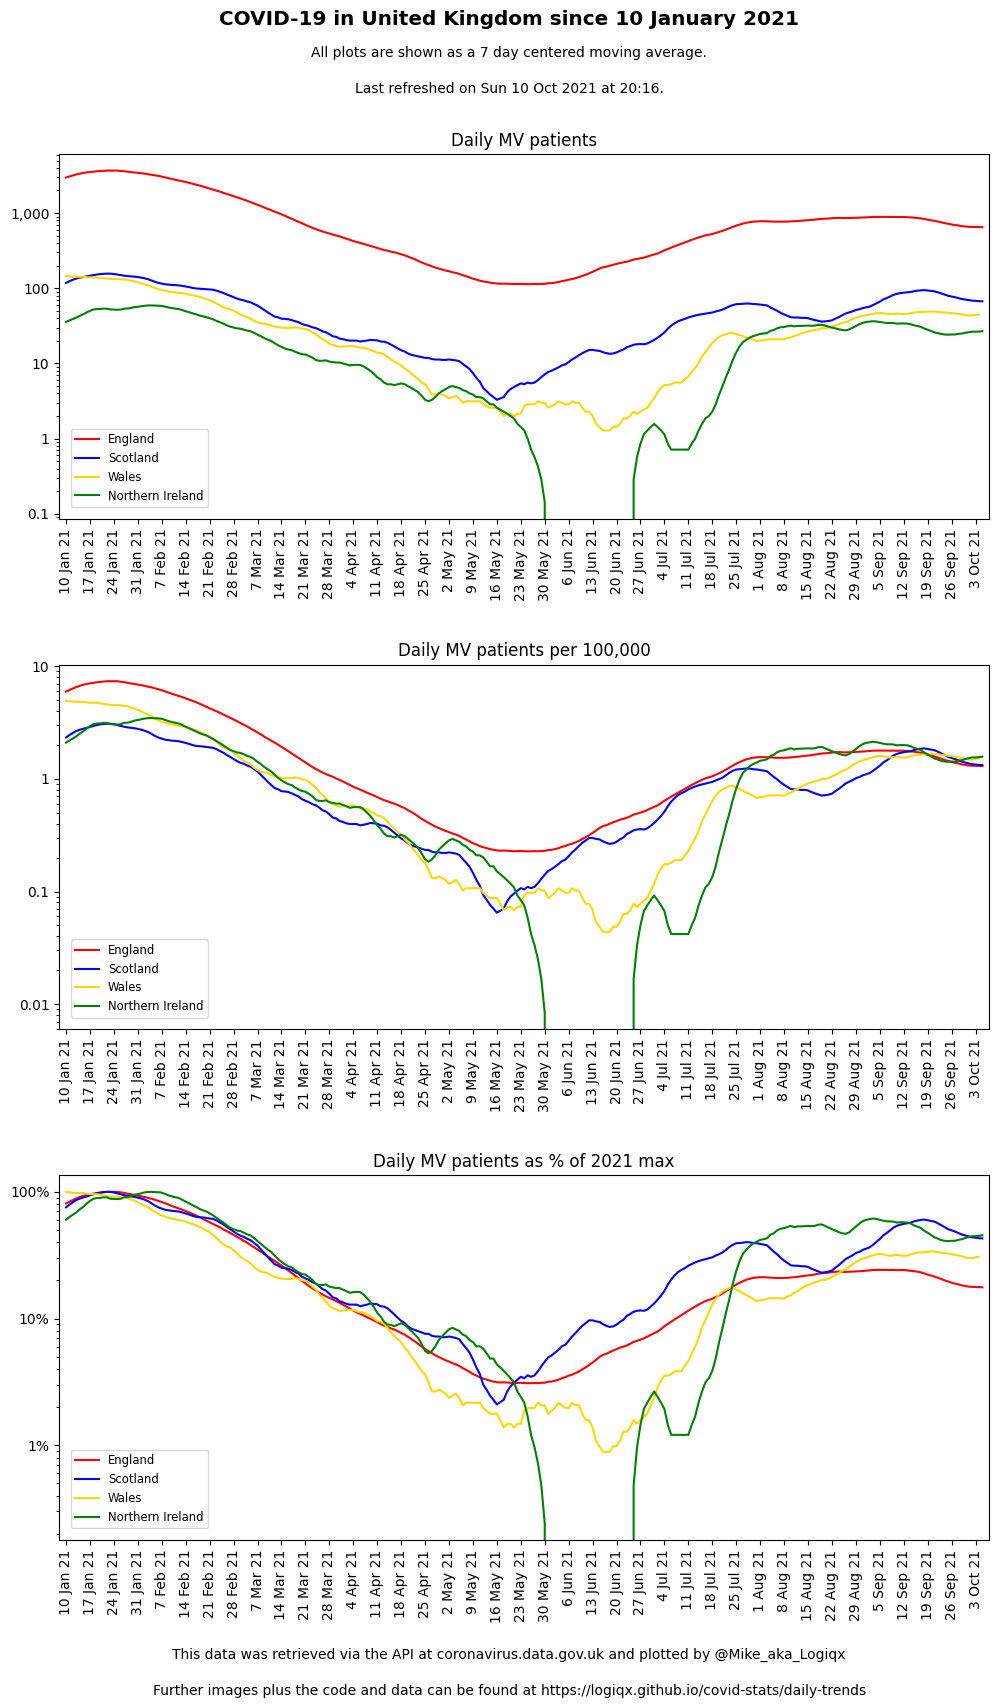 COVID-19 in United Kingdom since 10 January 2021
All plots are shown as a 7 day centered moving average.
Last refreshed on Sun 10 Oct 2021 at 20:16.
Daily MV patients
1,000
100
10
1
0.1
England
Scotland
Wales
Northern Ireland
10 Jan 21
17 Jan 21
24 Jan 21
31 Jan 21
7 Feb 21
14 Feb 21
21 Feb 21
28 Feb 21
7 Mar 21
14 Mar 21
21 Mar 21
28 Mar 21
4 Apr 21
11 Apr 21
18 Apr 21
25 Apr 21
2 May 21
9 May 21
16 May 21
23 May 21
30 May 21
6 Jun 21
13 Jun 21
20 Jun 21
27 Jun 21
4 Jul 21
11 Jul 21
18 Jul 21
25 Jul 21
1 Aug 21
8 Aug 21
15 Aug 21
22 Aug 21
29 Aug 21
5 Sep 21
12 Sep 21
19 Sep 21
26 Sep 21
3 Oct 21
Daily MV patients per 100,000
10
1
0.1
0.01
England
Scotland
Wales
Northern Ireland
10 Jan 21
17 Jan 21
24 Jan 21
31 Jan 21
7 Feb 21
14 Feb 21
21 Feb 21
28 Feb 21
7 Mar 21
14 Mar 21
21 Mar 21
28 Mar 21
4 Apr 21
11 Apr 21
18 Apr 21
25 Apr 21
2 May 21
9 May 21
16 May 21
23 May 21
30 May 21
6 Jun 21
13 Jun 21
20 Jun 21
27 Jun 21
4 Jul 21
11 Jul 21
18 Jul 21
25 Jul 21
1 Aug 21
8 Aug 21
15 Aug 21
22 Aug 21
29 Aug 21
5 Sep 21
12 Sep 21
19 Sep 21
26 Sep 21
3 Oct 21
Daily MV patients as % of 2021 max
100%
10%
1%
England
Scotland
Wales
Northern Ireland
10 Jan 21
17 Jan 21
24 Jan 21
31 Jan 21
7 Feb 21
14 Feb 21
21 Feb 21
28 Feb 21
7 Mar 21
14 Mar 21
21 Mar 21
28 Mar 21
4 Apr 21
11 Apr 21
18 Apr 21
25 Apr 21
2 May 21
9 May 21
16 May 21
23 May 21
30 May 21
6 Jun 21
13 Jun 21
20 Jun 21
27 Jun 21
4 Jul 21
11 Jul 21
18 Jul 21
25 Jul 21
1 Aug 21
8 Aug 21
15 Aug 21
22 Aug 21
29 Aug 21
5 Sep 21
12 Sep 21
19 Sep 21
26 Sep 21
3 Oct 21
This data was retrieved via the API at coronavirus.data.gov.uk and plotted by @Mike_aka_Logiqx
Further images plus the code and data can be found at https://logiqx.github.io/covid-stats/daily-trends